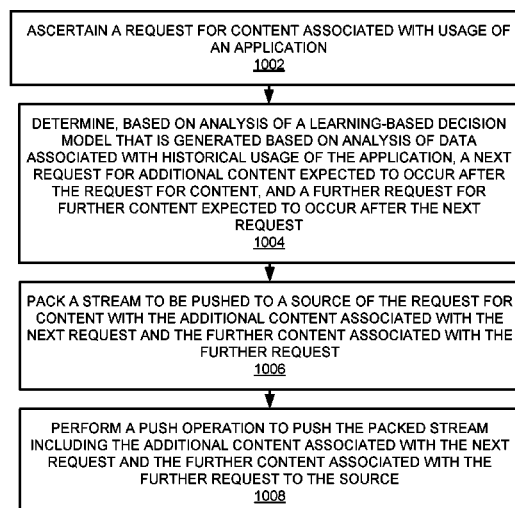 ASCERTAIN A REQUEST FOR CONTENT ASSOCIATED WITH USAGE OF
AN APPLICATION
1002
DETERMINE, BASED ON ANALYSIS OF A LEARNING-BASED DECISION
MODEL THAT IS GENERATED BASED ON ANALYSIS OF DATA
ASSOCIATED WITH HISTORICAL USAGE OF THE APPLICATION, A NEXT
REQUEST FOR ADDITIONAL CONTENT EXPECTED TO OCCUR AFTER
THE REQUEST FOR CONTENT, AND A FURTHER REQUEST FOR
FURTHER CONTENT EXPECTED TO OCCUR AFTER THE NEXT
REQUEST
1004
PACK A STREAM TO BE PUSHED TO A SOURCE OF THE REQUEST FOR
CONTENT WITH THE ADDITIONAL CONTENT ASSOCIATED WITH THE
NEXT REQUEST AND THE FURTHER CONTENT ASSOCIATED WITH THE
FURTHER REQUEST
1006
PERFORM A PUSH OPERATION TO PUSH THE PACKED STREAM
INCLUDING THE ADDITIONAL CONTENT ASSOCIATED WITH THE NEXT
REQUEST AND THE FURTHER CONTENT ASSOCIATED WITH THE
FURTHER REQUEST TO THE SOURCE
1008